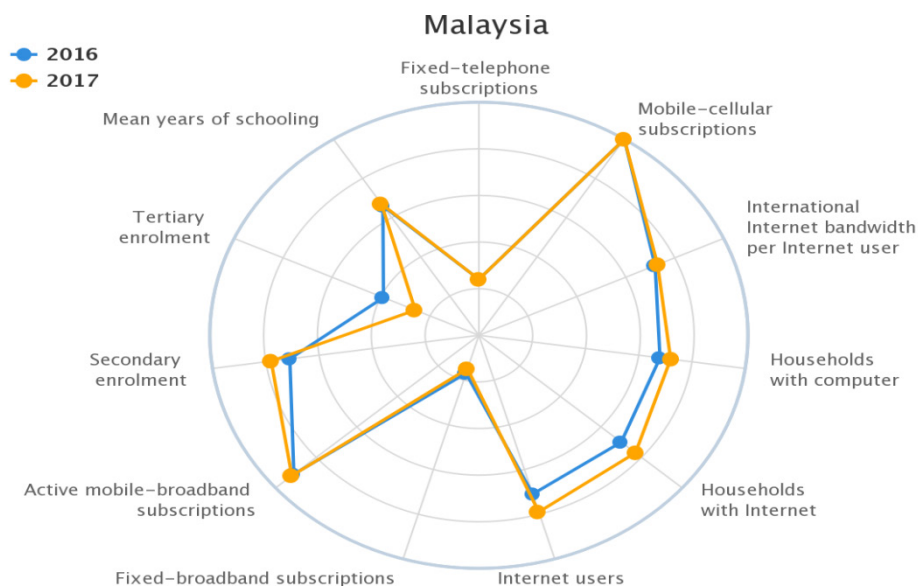 Malaysia
2016
2017
Fixed-telephone
subscriptions
Mobile-cellular
subscriptions
International
Internet bandwidth
per Internet user
Households
with computer
Households
with Internet
Internet users
Fixed-broadband subscriptions
Active mobile-broadband
subscriptions
Secondary
enrolment
Tertiary
enrolment
Mean years of schooling